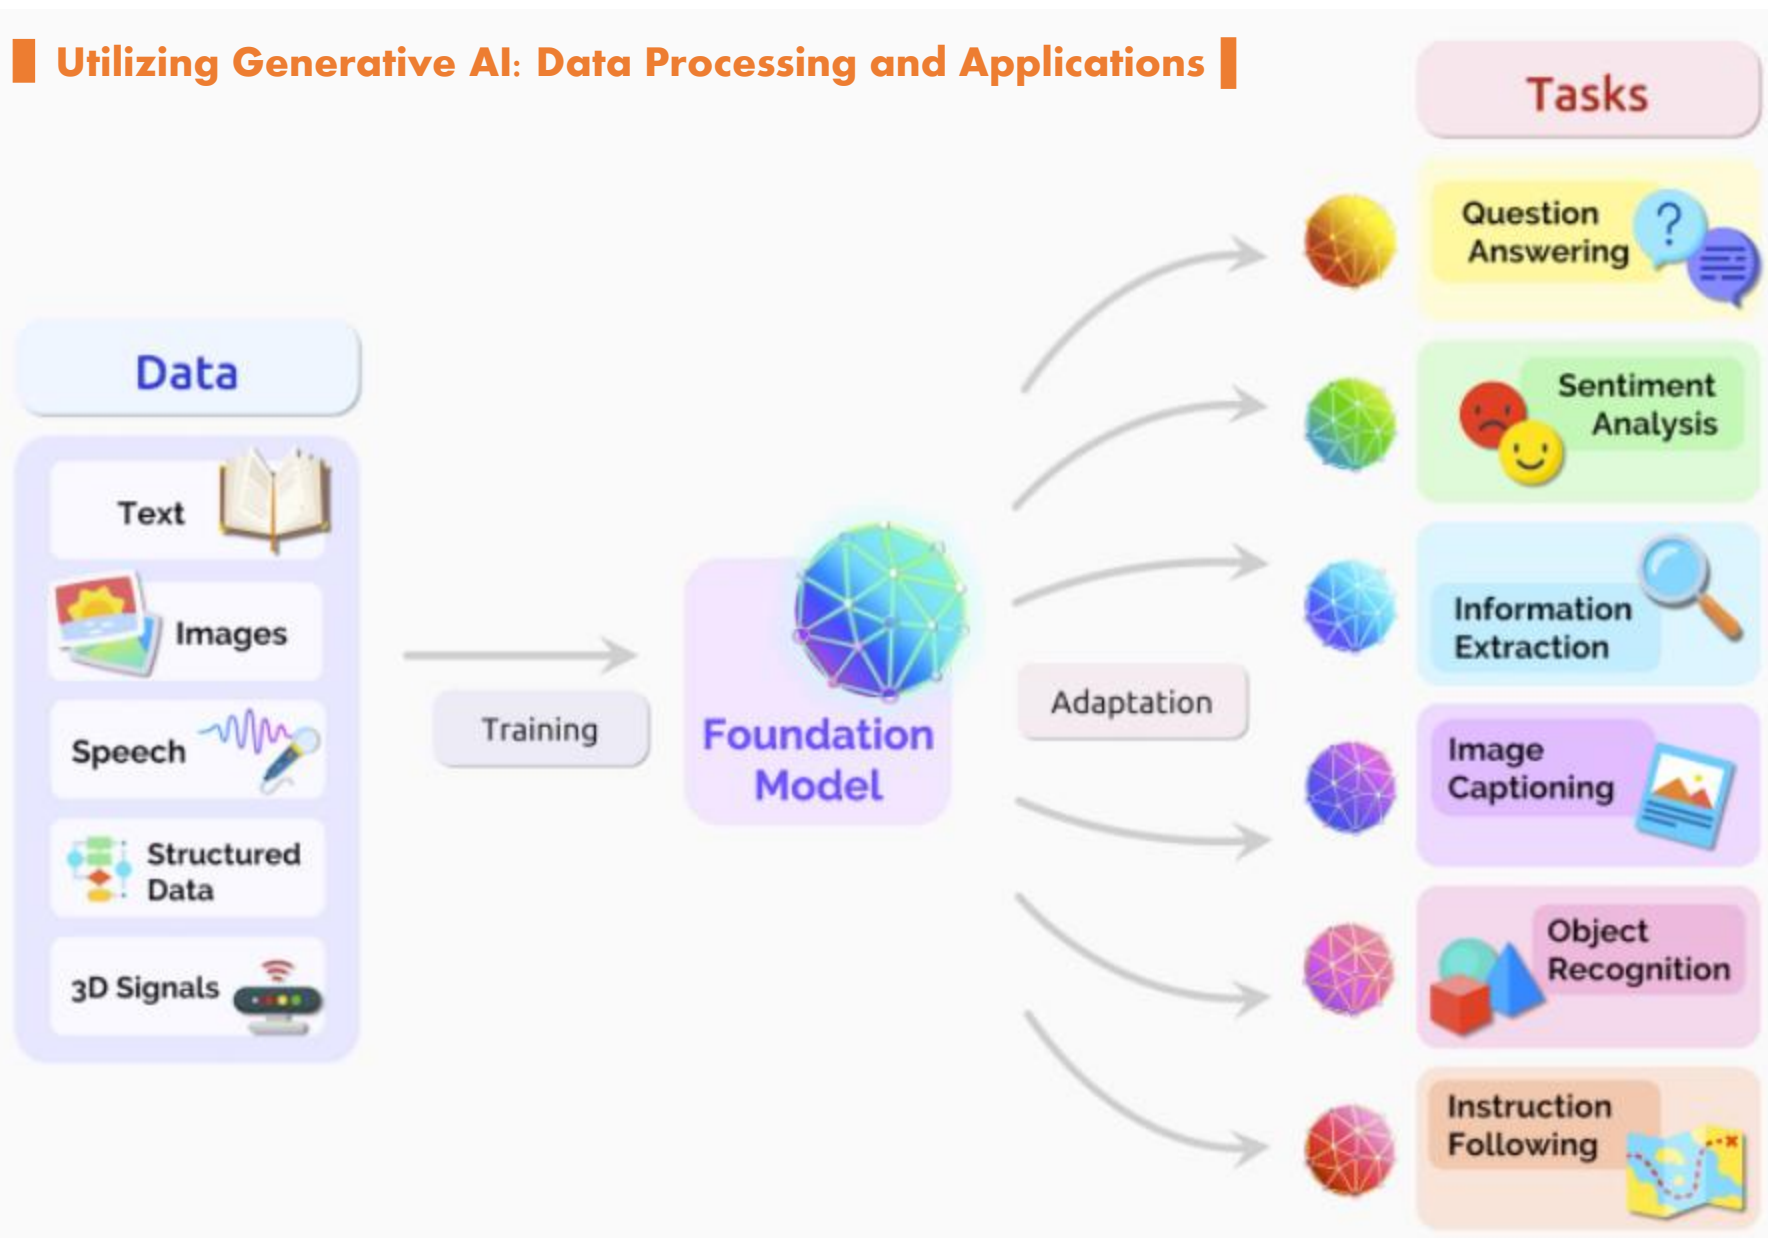 Utilizing Generative AI: Data Processing and Applications
Data
Text
Images
Speech
Structured
Data
3D Signals
Training
Foundation
Model
Adaptation
Tasks
Question
Answering
?
Sentiment
Analysis
Information
Extraction
Image
Captioning
Object
Recognition
Instruction
Following